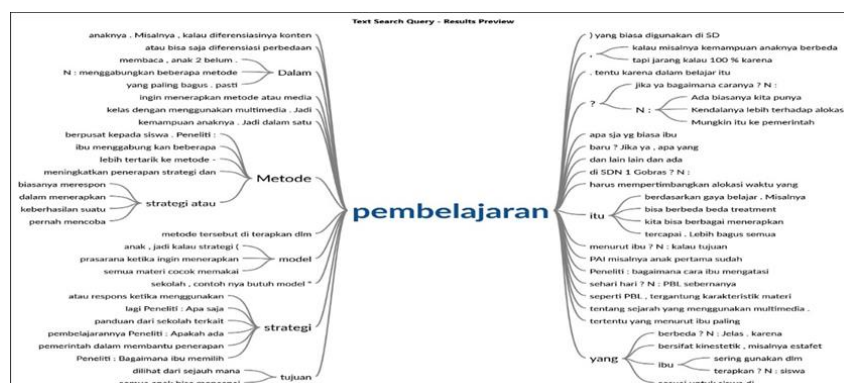 Text Search Query - Results Preview
anaknya . Misalnya , kalau diferensiasinya konten
atau bisa saja diferensiasi perbedaan
membaca , anak 2 belum .
N : menggabungkan beberapa metode
yang paling bagus . pasti
Dalam
ingin menerapkan metode atau media
kelas dengan menggunakan multimedia . Jadi
kemampuan anaknya . Jadi dalam satu
berpusat kepada siswa . Peneliti :
ibu menggabung kan beberapa
lebih tertarik ke metode -
meningkatkan penerapan strategi dan
biasanya merespon
dalam menerapkan
keberhasilan suatu
pernah mencoba
strategi atau
Metode
metode tersebut di terapkan dlm
anak , jadi kalau strategi (
prasarana ketika ingin menerapkan
semua materi cocok memakai
model
sekolah , contoh nya butuh model "
atau respons ketika menggunakan
lagi Peneliti : Apa saja
panduan dari sekolah terkait
pembelajarannya Peneliti : Apakah ada
pemerintah dalam membantu penerapan
Peneliti : Bagaimana ibu memilih
strategi
dilihat dari sejauh mana
tujuan
pembelajaran
) yang biasa digunakan di SD
,
kalau misalnya kemampuan anaknya berbeda
tapi jarang kalau 100 % karena
. tentu karena dalam belajar itu
?
jika ya bagaimana caranya ? N :
N :
Ada biasanya kita punya
Kendalanya lebih terhadap alokas
Mungkin itu ke pemerintah
apa sja yg biasa ibu
baru ? Jika ya , apa yang
dan lain lain dan ada
di SDN 1 Gobras ? N :
harus mempertimbangkan alokasi waktu yang
itu
berdasarkan gaya belajar , Misalnya
bisa berbeda beda treatment
kita bisa berbagai menerapkan
tercapai . Lebih bagus semua
menurut ibu ? N : kalau tujuan
PAI misalnya anak pertama sudah
Peneliti : bagaimana cara ibu mengatasi
sehari hari ? N : PBL sebernanya
seperti PBL , tergantung karakteristik materi
tentang sejarah yang menggunakan multimedia .
tertentu yang menurut ibu paling
yang
berbeda ? N : Jelas . karena
bersifat kinestetik , misalnya estafet
ibu
sering gunakan dlm
terapkan ? N : siswa